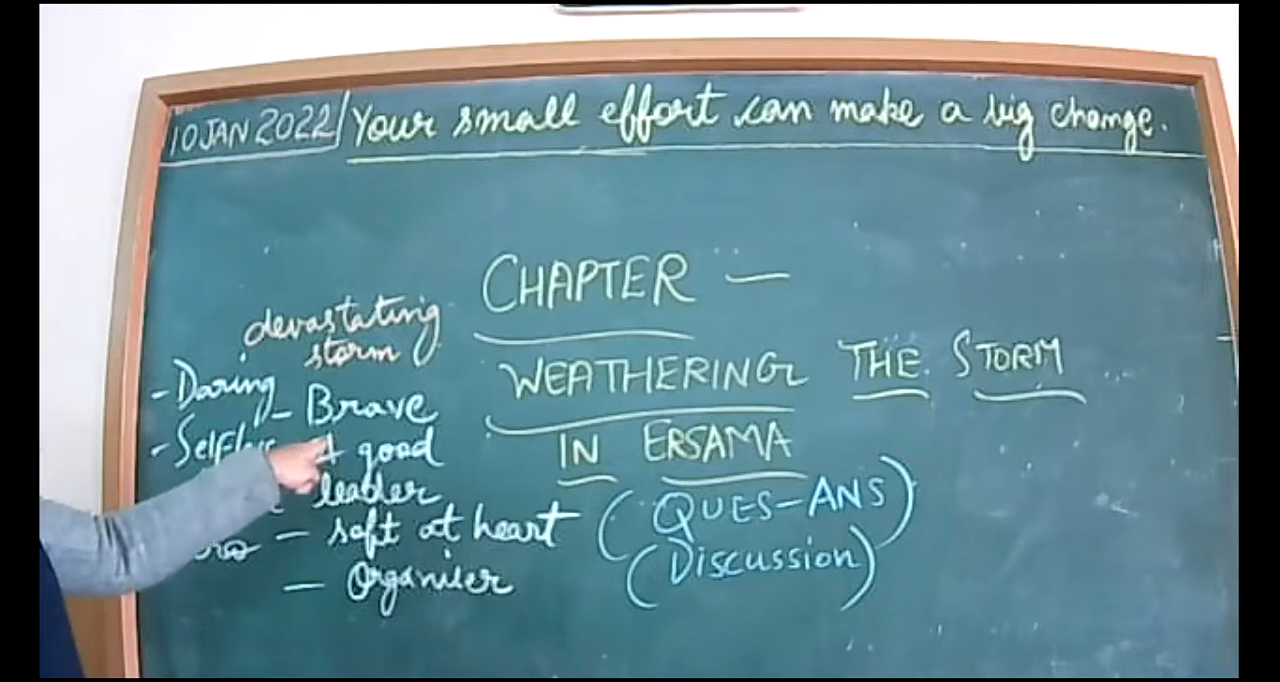 10 JAN 2022/ Your small effort can make a big change.
CHAPTER —
WEATHERING THE STORM
IN ERSAMA
(QUES-ANS)
(Discussion)
devastating
storm
- Daring
- Brave
A good
leader
- soft at heart
- Organiser